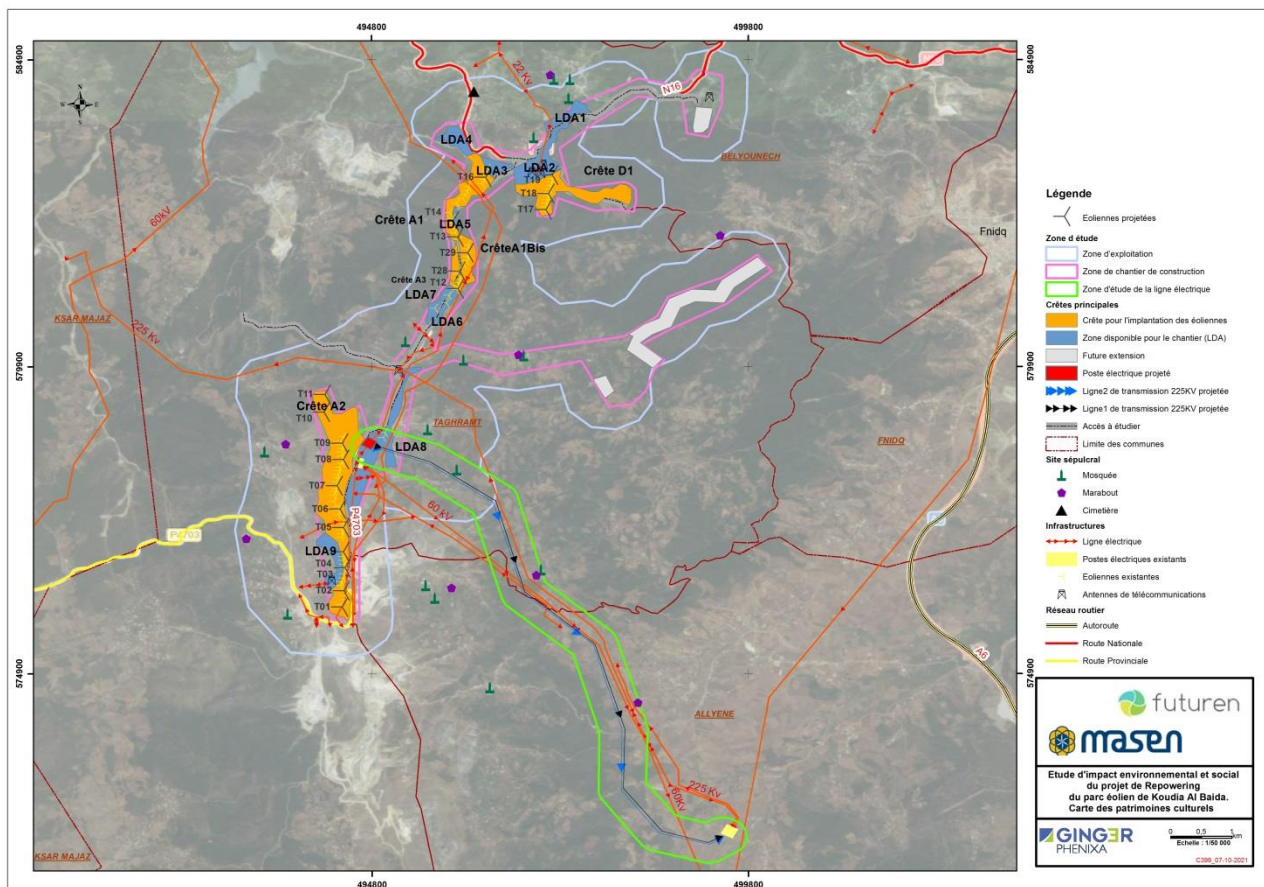 494800
499800
584900
584900
N
W
E
S
22 Kv
N16
LDA1
LDA4
BELYOUNECH
LDA2
LDA3
Crête D1
T16
T19
T18
T17
60kV
T14
Crête A1
LDA5
T13
CrêteA1Bis
Fnidq
T29
T28
Crête A3
T12
LDA7
LDA6
KSAR MAJAZ
225 Kv
579900
579900
T11
Crête A2
T10
TAGHRAMT
T09
LDA8
FNIDQ
T08
T07
60 kV
T06
P4703
T05
P4703
LDA9
T04
T03
T02
T01
574900
574900
A6
ALLYENE
225 Kv
60Kv
KSAR MAJAZ
494800
499800
Légende
Eoliennes projetées
Zone d étude
Zone d'exploitation
Zone de chantier de construction
Zone d'étude de la ligne électrique
Crêtes principales
Crête pour l'implantation des éoliennes
Zone disponible pour le chantier (LDA)
Future extension
Poste électrique projeté
Ligne2 de transmission 225KV projetée
Ligne1 de transmission 225KV projetée
Accès à étudier
Limite des communes
Site sépulcral
Mosquée
Marabout
Cimetière
Infrastructures
Ligne électrique
Postes électriques existants
Eoliennes existantes
Antennes de télécommunications
Réseau routier
Autoroute
Route Nationale
Route Provinciale
futuren
masen
Etude d'impact environnemental et social
du projet de Repowering
du parc éolien de Koudia Al Baida.
Carte des patrimoines culturels
GINGER
PHENIXA
0 0,5 1
km
Echelle : 1/50 000
C399_07-10-2021